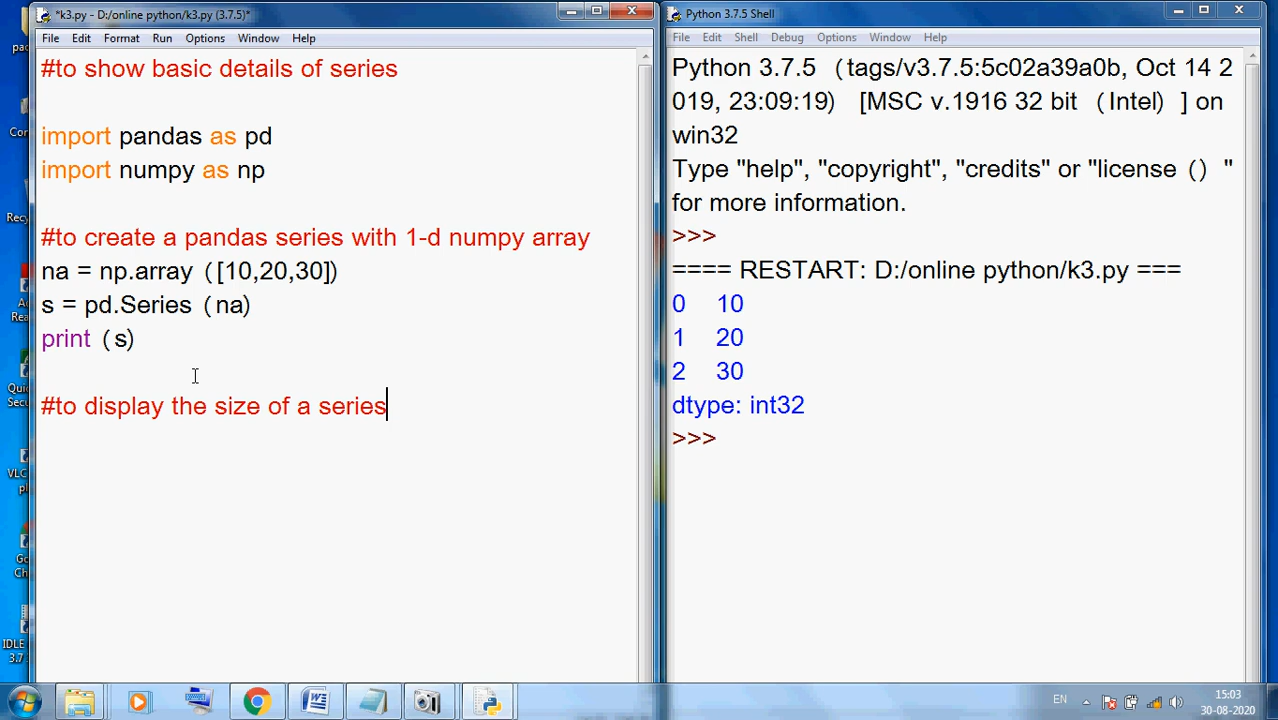 *k3.py - D:/online python/k3.py (3.7.5)*
File Edit Format Run Options Window Help
#to show basic details of series
import pandas as pd
import numpy as np
#to create a pandas series with 1-d numpy array
na = np.array ([10,20,30])
s = pd.Series (na)
print (s)
#to display the size of a series
Python 3.7.5 Shell
File Edit Shell Debug Options Window Help
Python 3.7.5 (tags/v3.7.5:5c02a39a0b, Oct 14 2
019, 23:09:19) [MSC v.1916 32 bit (Intel) ] on
win32
Type "help", "copyright", "credits" or "license () "
for more information.
>>>
==== RESTART: D:/online python/k3.py ===
0 10
1 20
2 30
dtype: int32
>>>
IDLE
3.7
EN
15:03
30-08-2020